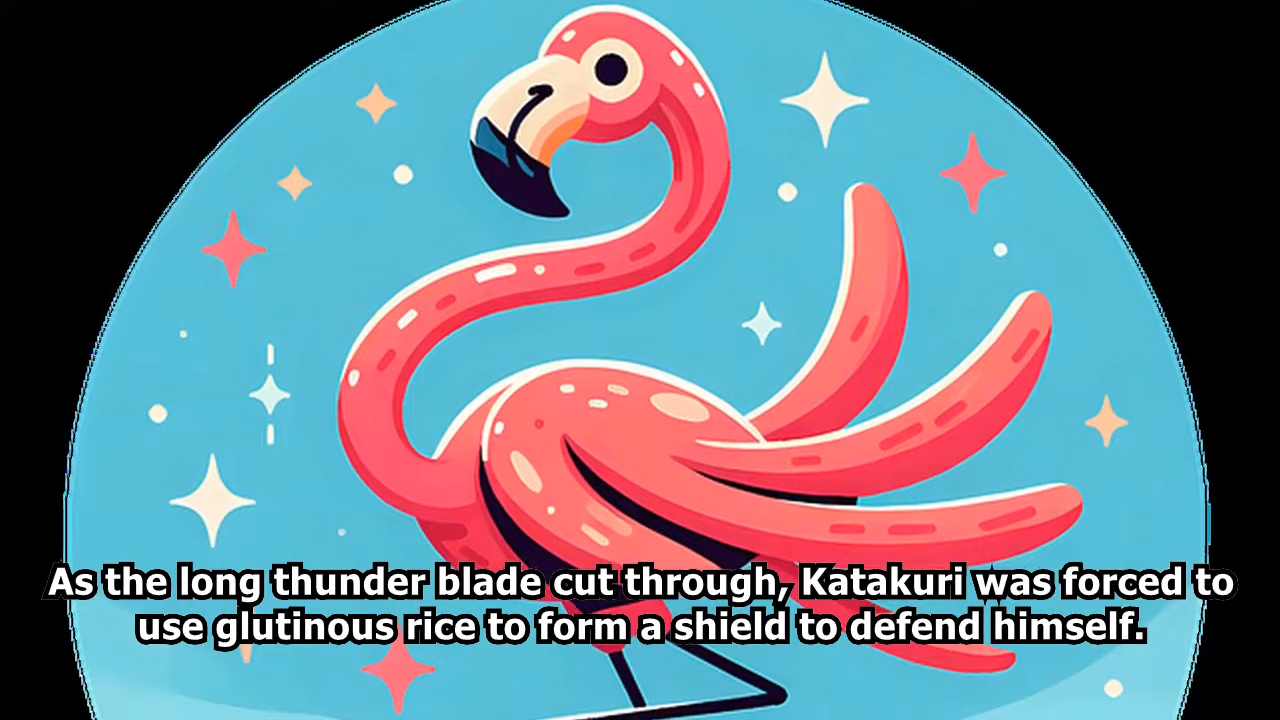 As the long thunder blade cut through, Katakuri was forced to
use glutinous rice to form a shield to defend himself.